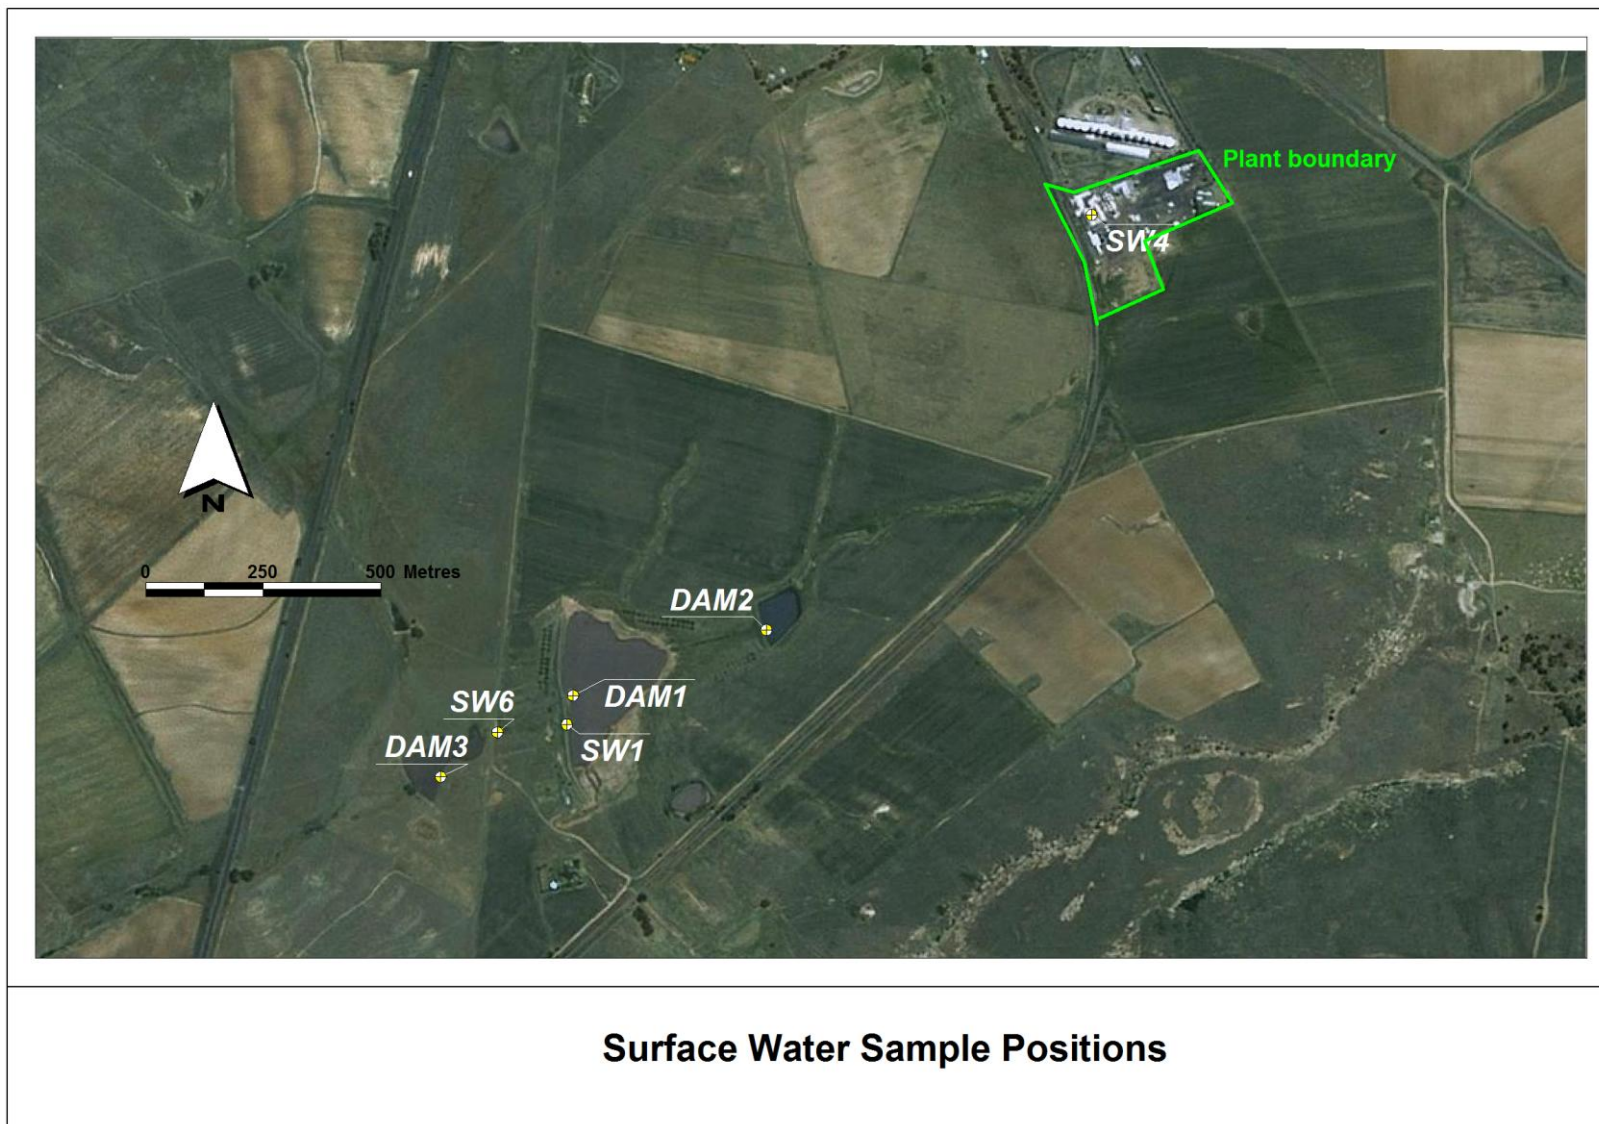 Plant boundary
SW4
N
0 250 500 Metres
DAM2
DAM1
SW6
SW1
DAM3
Surface Water Sample Positions